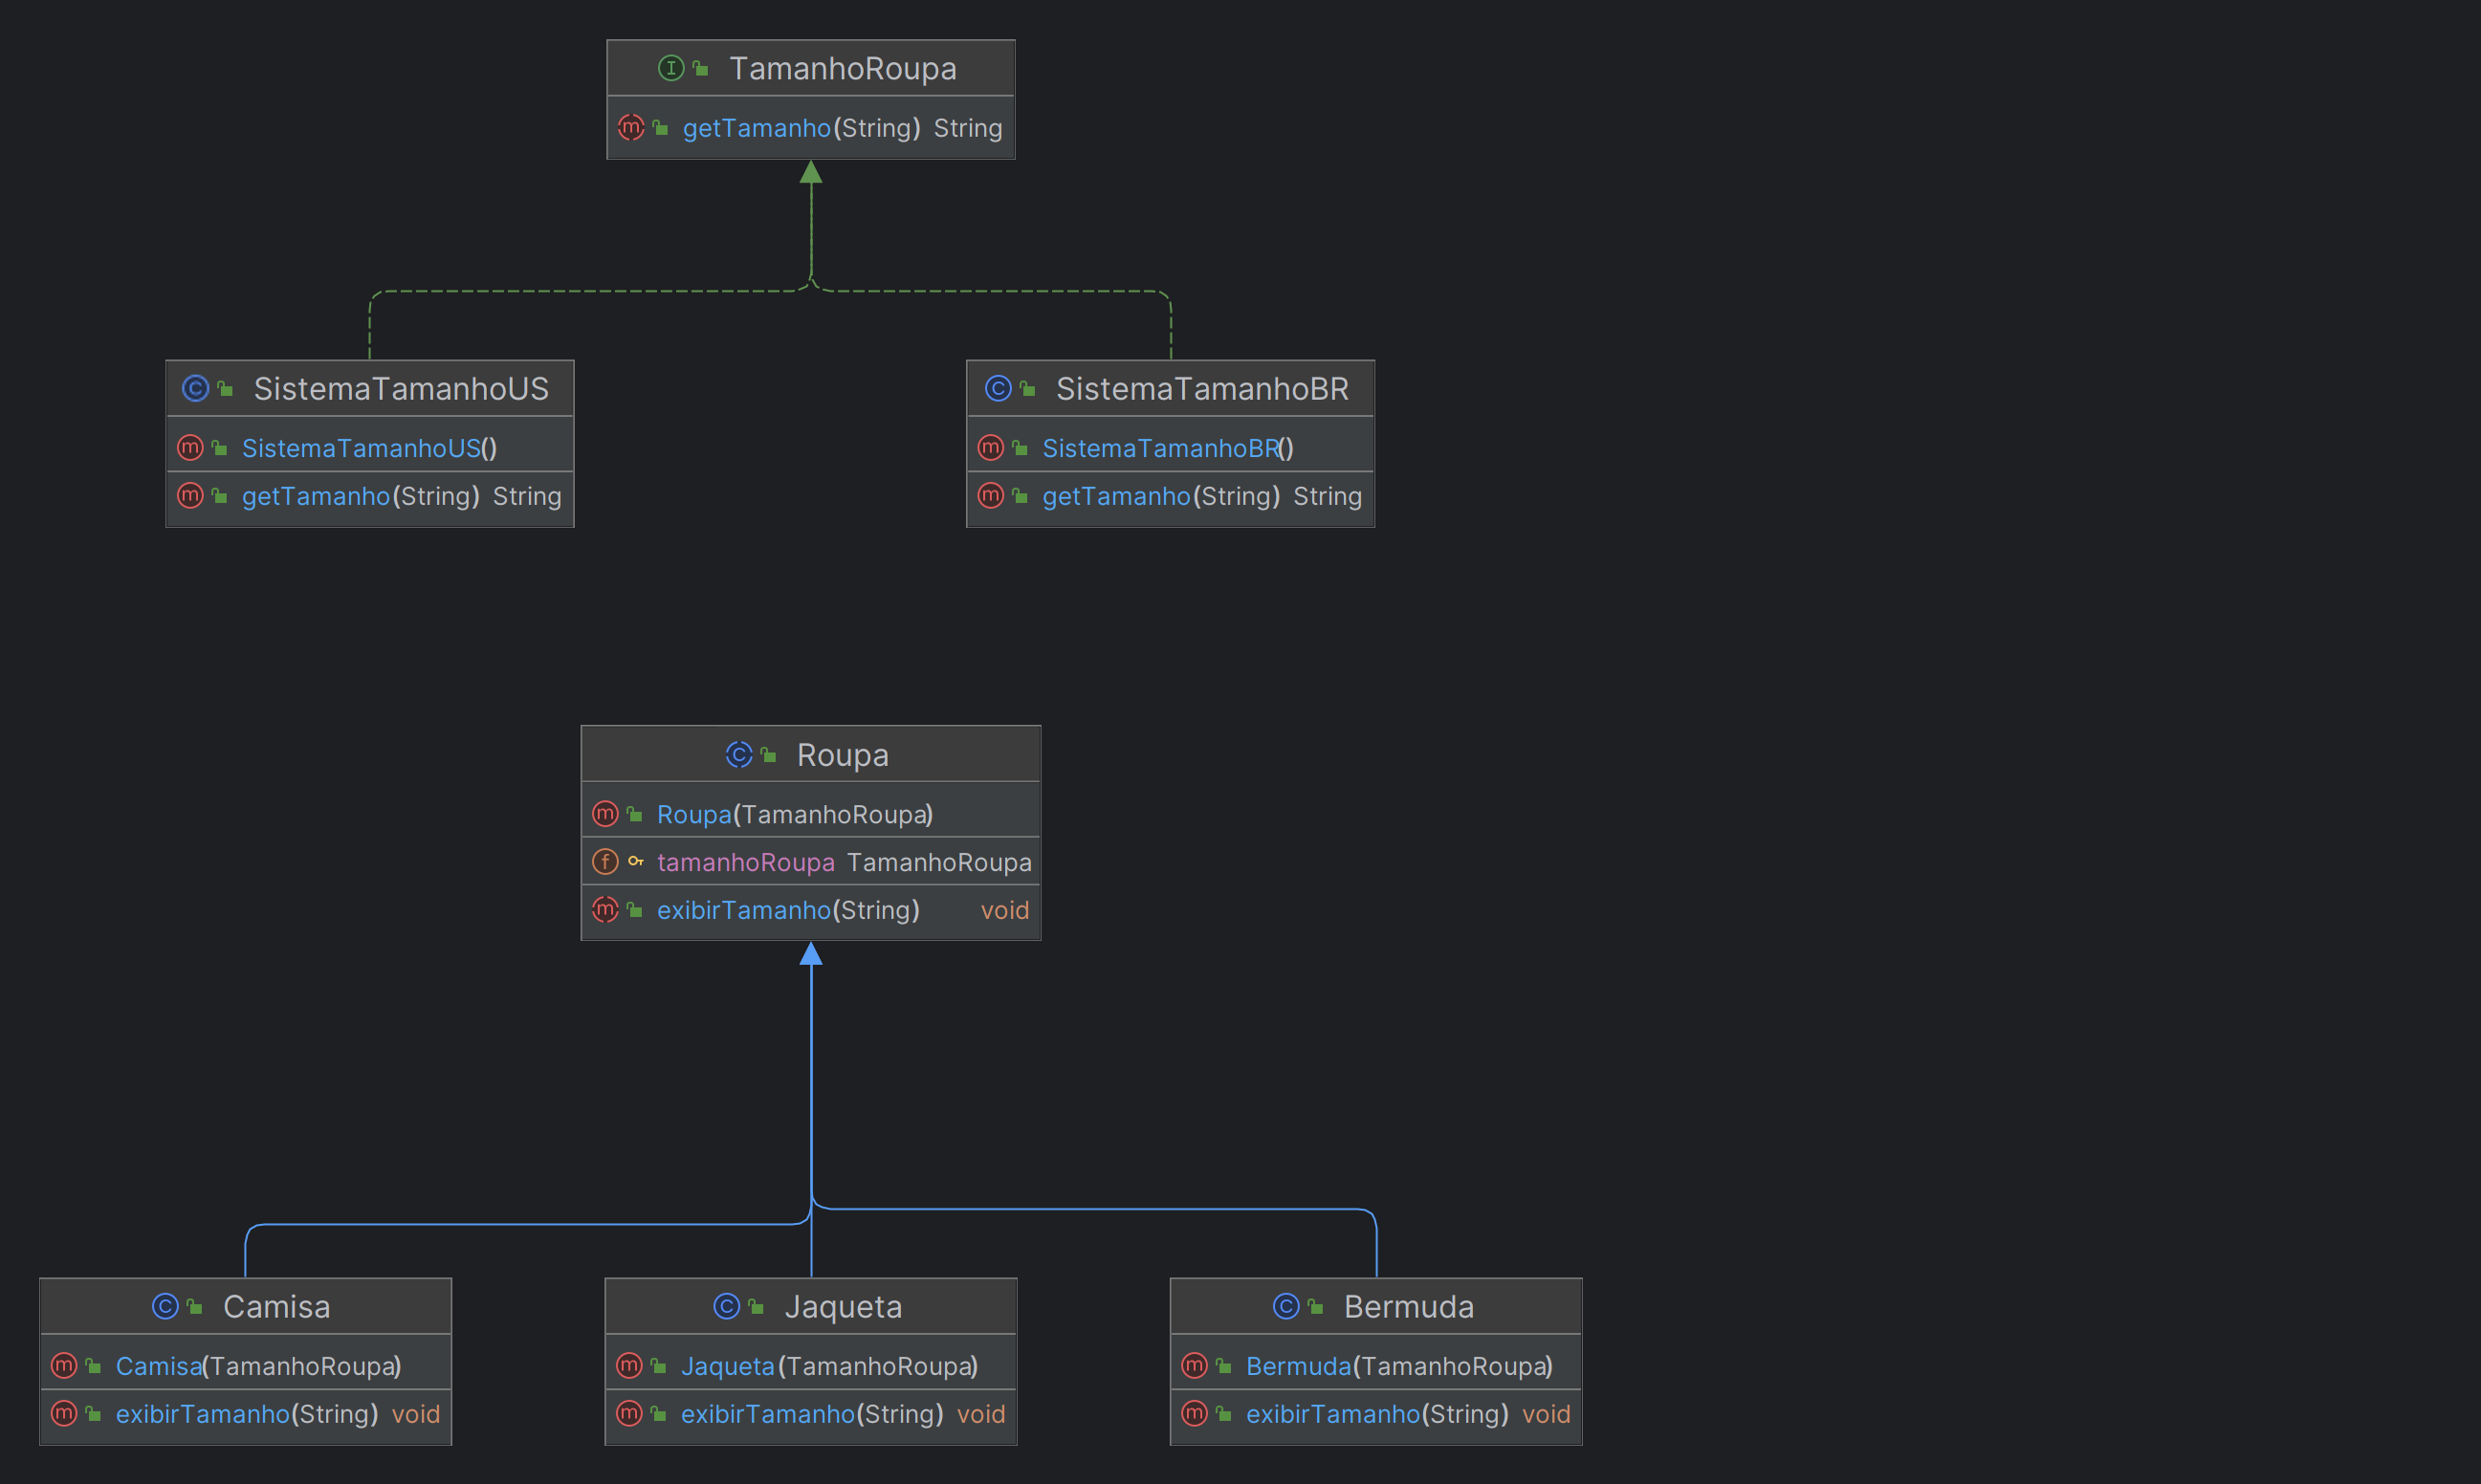 TamanhoRoupa
getTamanho(String) String
SistemaTamanhoUS
SistemaTamanhoUS()
getTamanho(String) String
SistemaTamanhoBR
SistemaTamanhoBR()
getTamanho(String) String
Roupa
Roupa(TamanhoRoupa)
tamanhoRoupa TamanhoRoupa
exibirTamanho(String) void
Camisa
Camisa(TamanhoRoupa)
exibirTamanho(String) void
Jaqueta
Jaqueta(TamanhoRoupa)
exibirTamanho(String) void
Bermuda
Bermuda(TamanhoRoupa)
exibirTamanho(String) void